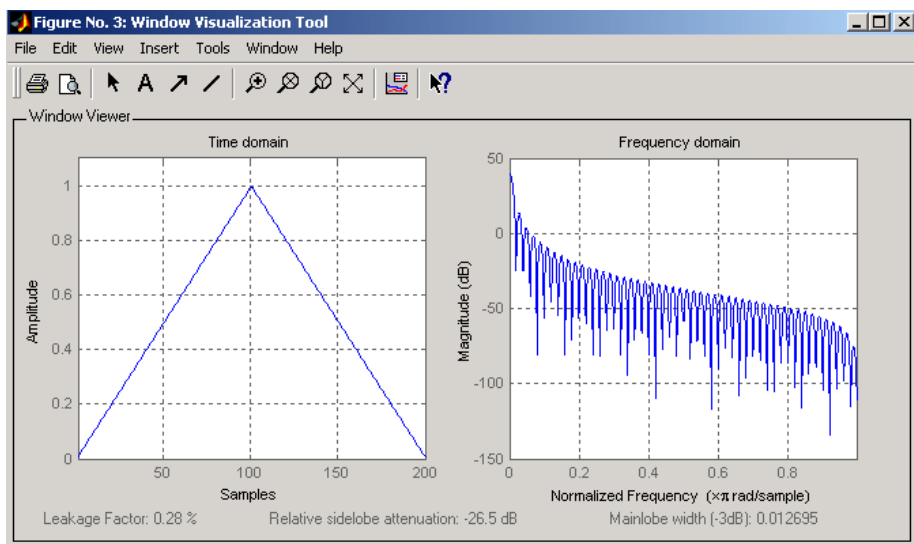 Figure No. 3: Window Visualization Tool
File Edit View Insert Tools Window Help
A
Window Viewer
Time domain
1
0.8
0.6
0.4
0.2
0
50
100
150
200
Amplitude
Samples
Frequency domain
50
0
-50
-100
-150
0
0.2
0.4
0.6
0.8
Magnitude (dB)
Normalized Frequency (×π rad/sample)
Leakage Factor: 0.28 %
Relative sidelobe attenuation: -26.5 dB
Mainlobe width (-3dB): 0.012695